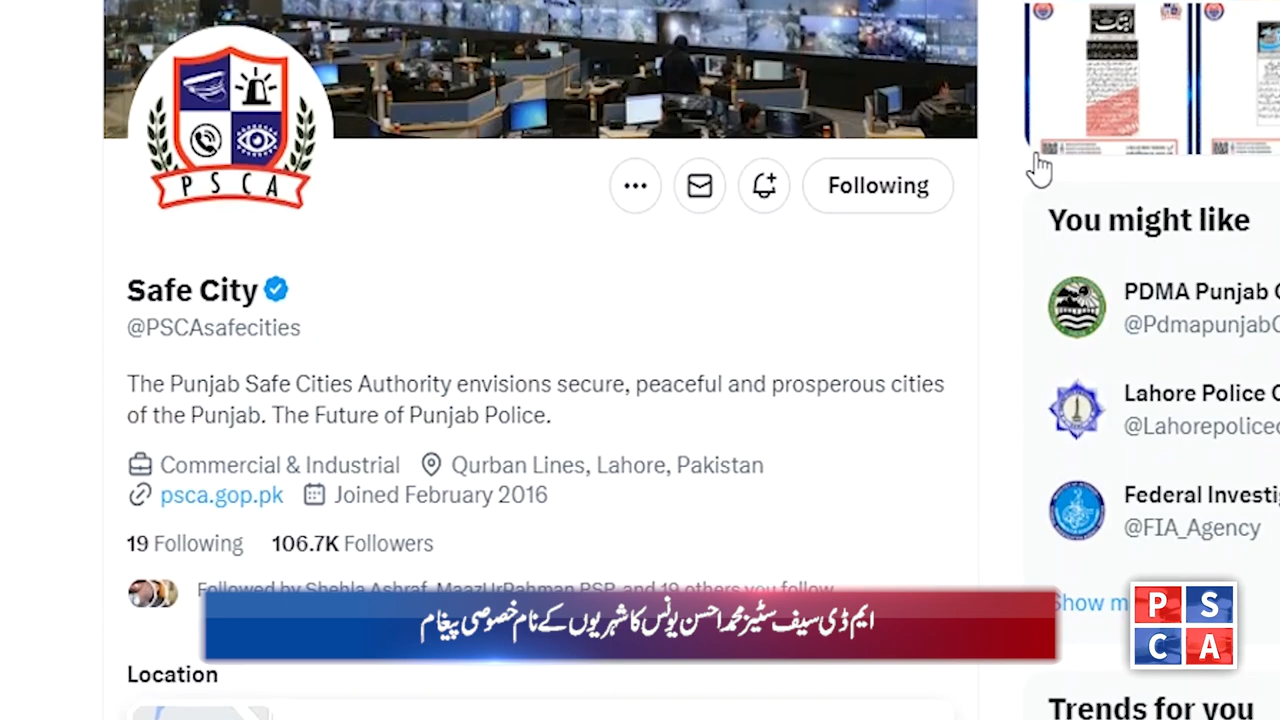 PSCA
Following
Safe City
@PSCAsafecities
The Punjab Safe Cities Authority envisions secure, peaceful and prosperous cities
of the Punjab. The Future of Punjab Police.
Commercial & Industrial Qurban Lines, Lahore, Pakistan
psca.gop.pk Joined February 2016
19 Following 106.7K Followers
Followed by Shehla Ashraf, MaazUrRahman PSP, and 19 others you follow
ایم ڈی سیف سٹیز محمد احسن یونس کا شہریوں کے نام خصوصی پیغام
Location
You might like
PDMA Punjab
@Pdmapunjab
Lahore Police
@Lahorepolice
Federal Investi
@FIA_Agency
Show m
P S
C A
Trends for you